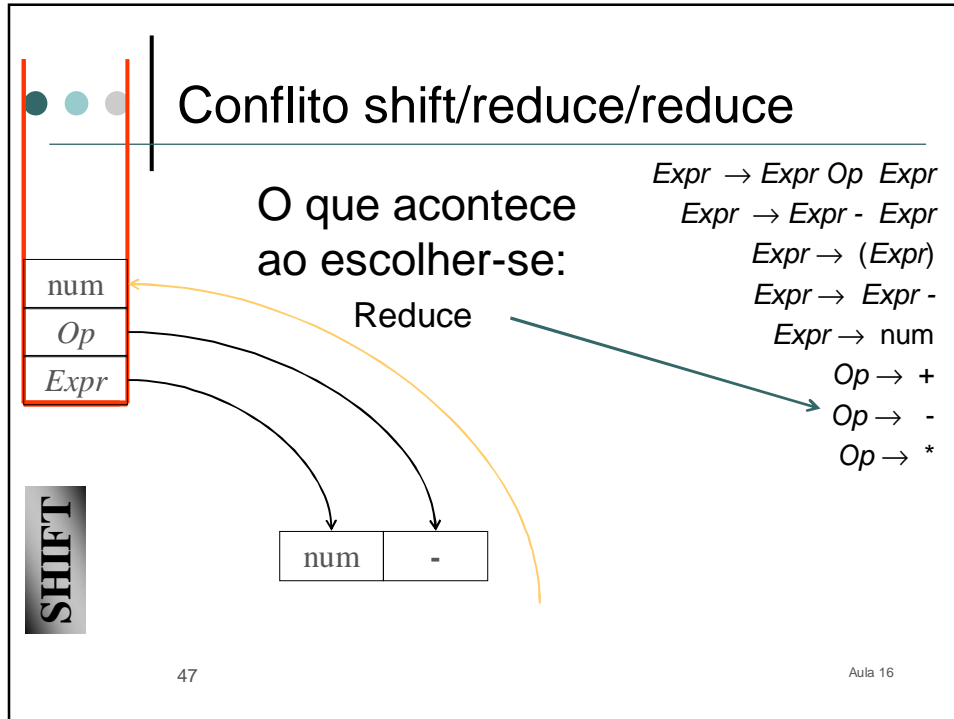 Conflito shift/reduce/reduce
O que acontece
ao escolher-se:
Reduce
Expr → Expr Op Expr
Expr → Expr - Expr
Expr → (Expr)
Expr → Expr -
Expr → num
Op → +
Op → -
Op → *
num
Op
Expr
SHIFT
num -
47
Aula 16